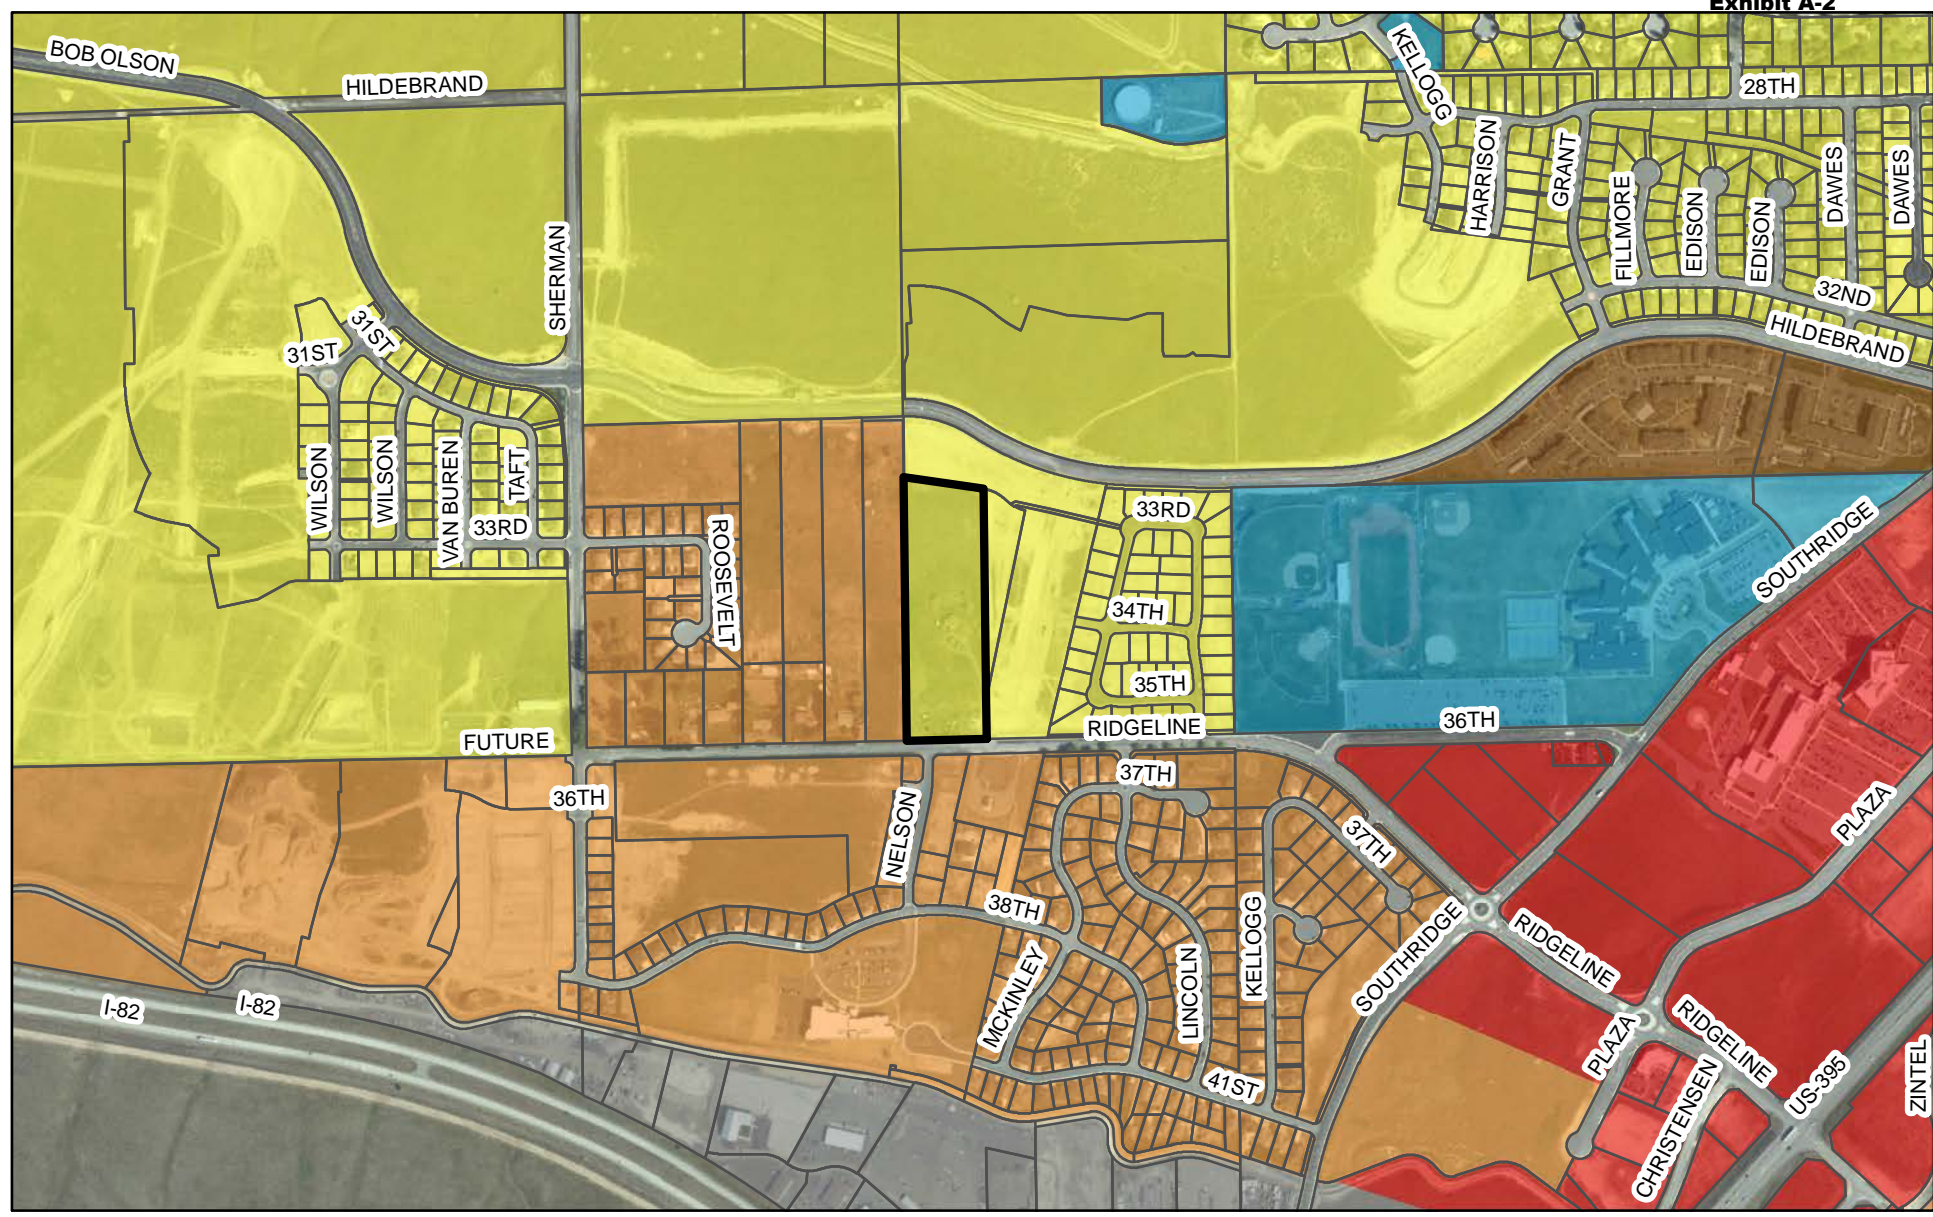 Exhibit A-2
BOB OLSON
HILDEBRAND
KELLOGG
28TH
HARRISON
GRANT
FILLMORE
EDISON
EDISON
DAWES
DAWES
SHERMAN
32ND
HILDEBRAND
31ST
31ST
WILSON
WILSON
VAN BUREN
TAFT
33RD
ROOSEVELT
33RD
34TH
35TH
SOUTHRIDGE
RIDGELINE
36TH
FUTURE
37TH
36TH
NELSON
37TH
PLAZA
38TH
MCKINLEY
LINCOLN
KELLOGG
SOUTHRIDGE
RIDGELINE
I-82
I-82
41ST
PLAZA
RIDGELINE
CHRISTENSEN
US-395
ZINTEL